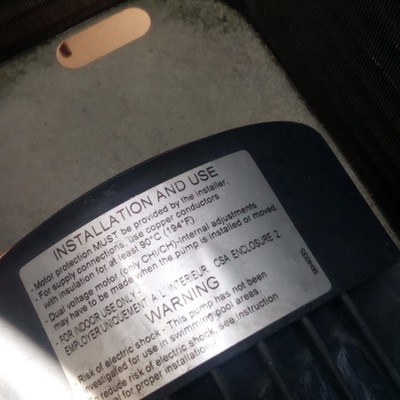 INSTALLATION AND USE
- Motor protection MUST be provided by the installer.
- For supply connections, use copper conductors
with insulation for at least 90°C (194°F)
- Dual voltage motor (only CHI/CH)-Internal adjustments
may have to be made when the pump is installed or moved.
- FOR INDOOR USE ONLY
EMPLOYER UNIQUEMENT A L'INTERIEUR CSA ENCLOSURE 2
WARNING
- Risk of electric shock - This pump has not been
investigated for use in swimming pool areas.
To reduce risk of electric shock, see instruction
for proper installation